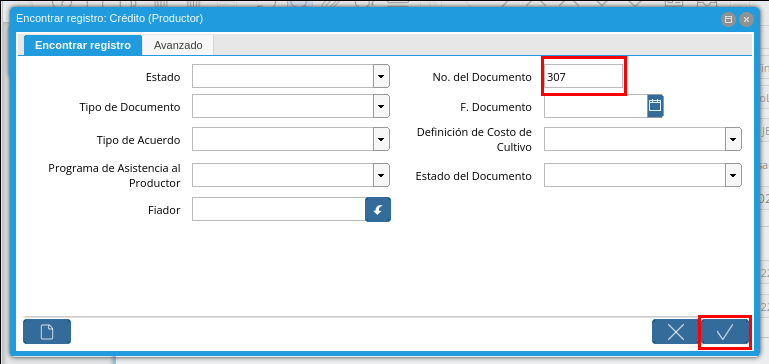 Encontrar registro: Crédito (Productor)
Encontrar registro
Avanzado
Estado
No. del Documento
307
Tipo de Documento
F. Documento
Tipo de Acuerdo
Definición de Costo de
Cultivo
Programa de Asistencia al
Productor
Estado del Documento
Fiador